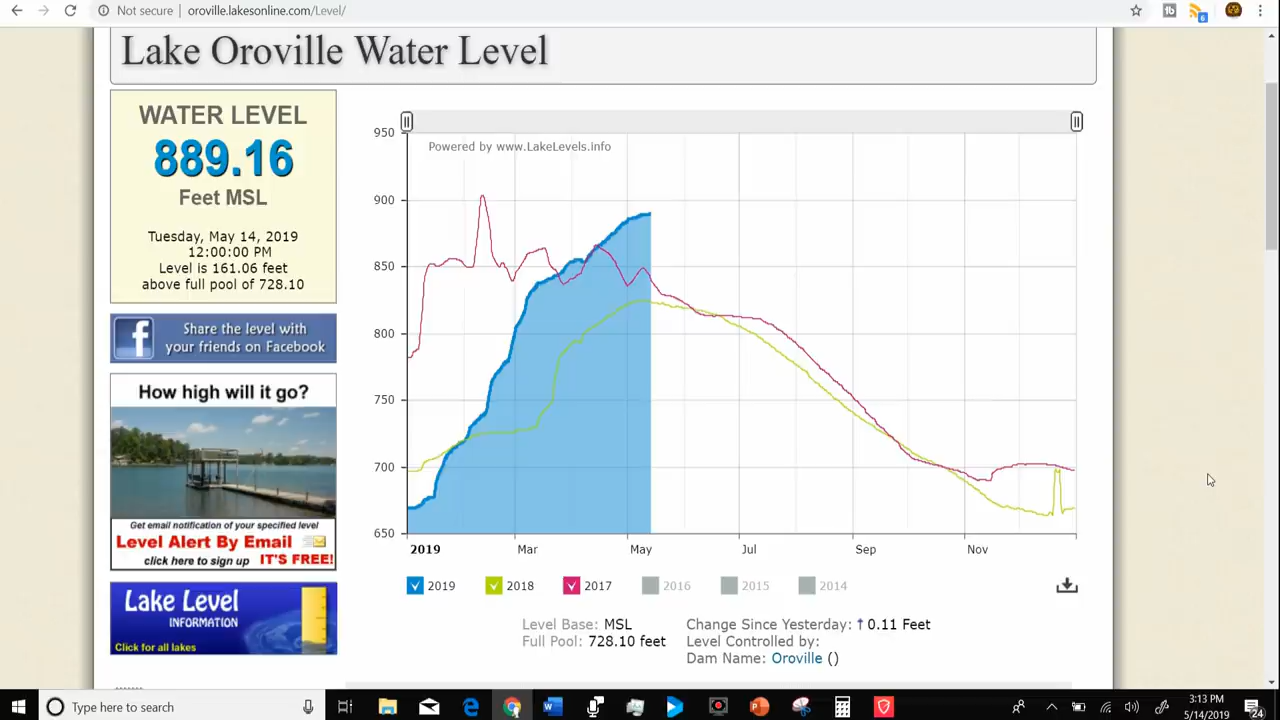 Not secure
oroville.lakesonline.com/Level/
6
Lake Oroville Water Level
WATER LEVEL
889.16
Feet MSL
Tuesday, May 14, 2019
12:00:00 PM
Level is 161.06 feet
above full pool of 728.10
f
Share the level with
your friends on Facebook
How high will it go?
Get email notification of your specified level
Level Alert By Email
click here to sign up IT'S FREE!
Lake Level
INFORMATION
Click for all lakes
Powered by www.LakeLevels.info
950
900
850
800
750
700
650
2019
Mar
May
Jul
Sep
Nov
2019
2018
2017
2016
2015
2014
Level Base: MSL
Full Pool: 728.10 feet
Change Since Yesterday: ↑ 0.11 Feet
Level Controlled by:
Dam Name: Oroville ()
Type here to search
3:13 PM
5/14/2019
24